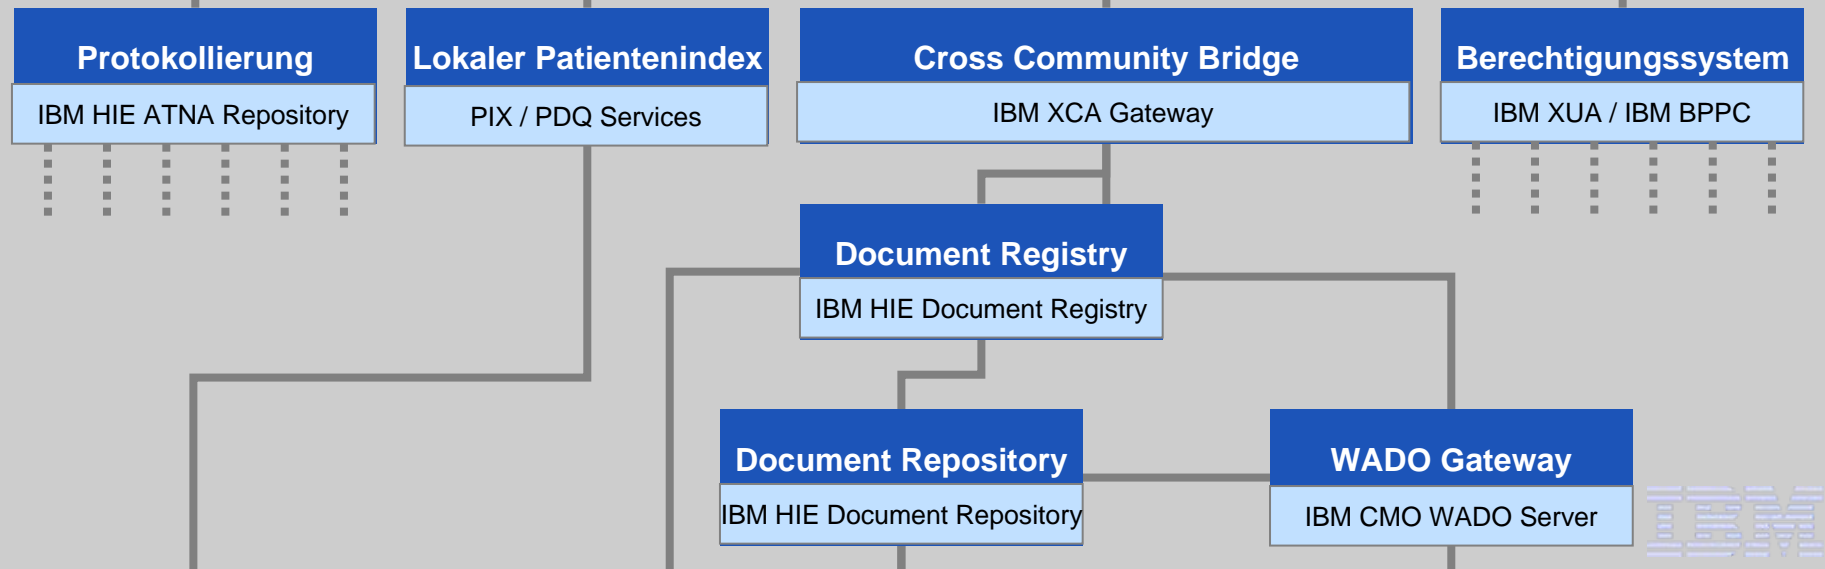 Protokollierung
IBM HIE ATNA Repository
Lokaler Patientenindex
PIX / PDQ Services
Cross Community Bridge
IBM XCA Gateway
Berechtigungssystem
IBM XUA / IBM BPPC
Document Registry
IBM HIE Document Registry
Document Repository
IBM HIE Document Repository
WADO Gateway
IBM CMO WADO Server
IBM